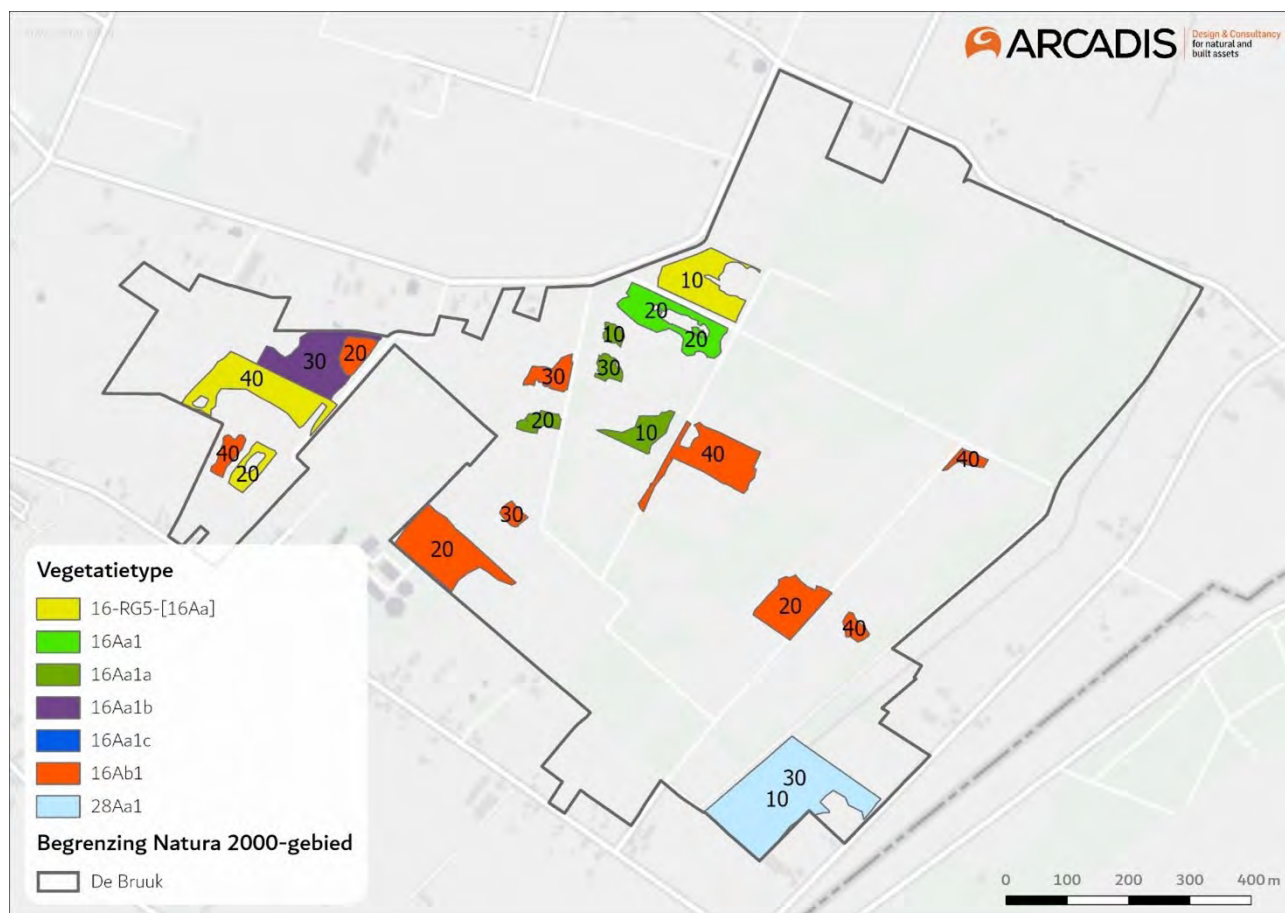 ARCADIS
Design & Consultancy
for natural and
built assets
10
20
20
10
30
30
20
10
30
20
40
40
20
40
40
30
20
20
40
30
10
Vegetatietype
16-RG5-[16Aa]
16Aa1
16Aa1a
16Aa1b
16Aa1c
16Ab1
28Aa1
Begrenzing Natura 2000-gebied
De Bruuk
0 100 200 300 400 m